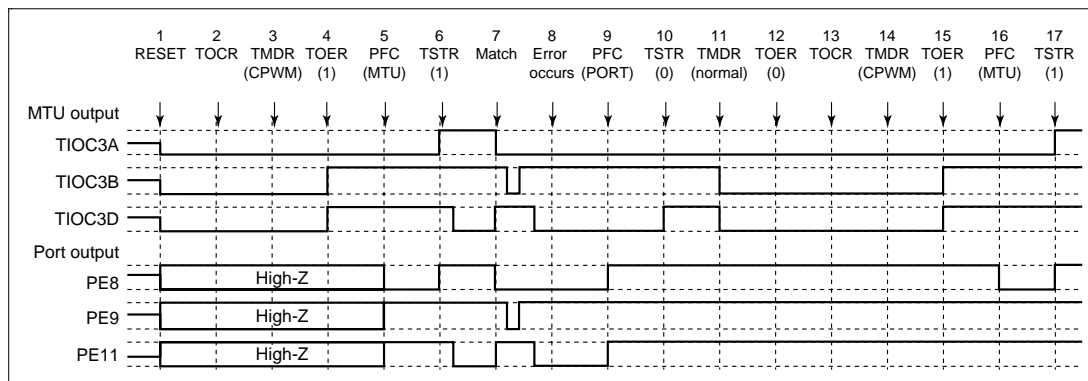 1 2 3 4 5 6 7 8 9 10 11 12 13 14 15 16 17
RESET TOCR TMDR TOER PFC TSTR Match Error PFC TSTR TMDR TOER TOCR TMDR TOER PFC TSTR
(CPWM) (1) (MTU) (1) occurs (PORT) (0) (normal) (0) (CPWM) (1) (MTU) (1)
MTU output
TIOC3A
TIOC3B
TIOC3D
Port output
PE8 High-Z
PE9 High-Z
PE11 High-Z